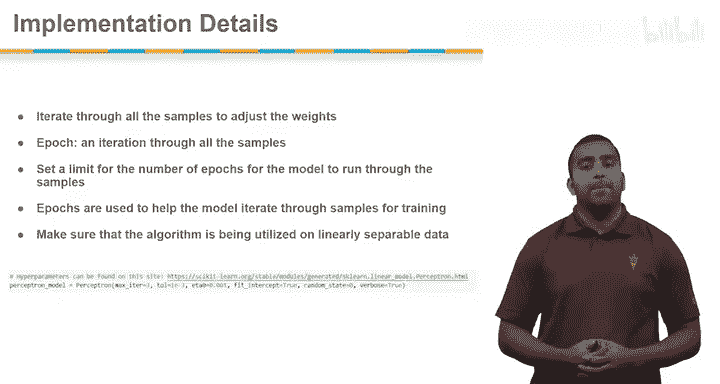 Implementation Details
bilibili
● Iterate through all the samples to adjust the weights
● Epoch: an iteration through all the samples
● Set a limit for the number of epochs for the model to run through the
samples
● Epochs are used to help the model iterate through samples for training
● Make sure that the algorithm is being utilized on linearly separable data
# Hyperparameters can be found on this site: https://scikit-learn.org/stable/modules/generated/sklearn.linear_model.Perceptron.html
perceptron_model = Perceptron(max_iter= eta0=0.001, fit_intercept=True, random_state=0, verbose=True)